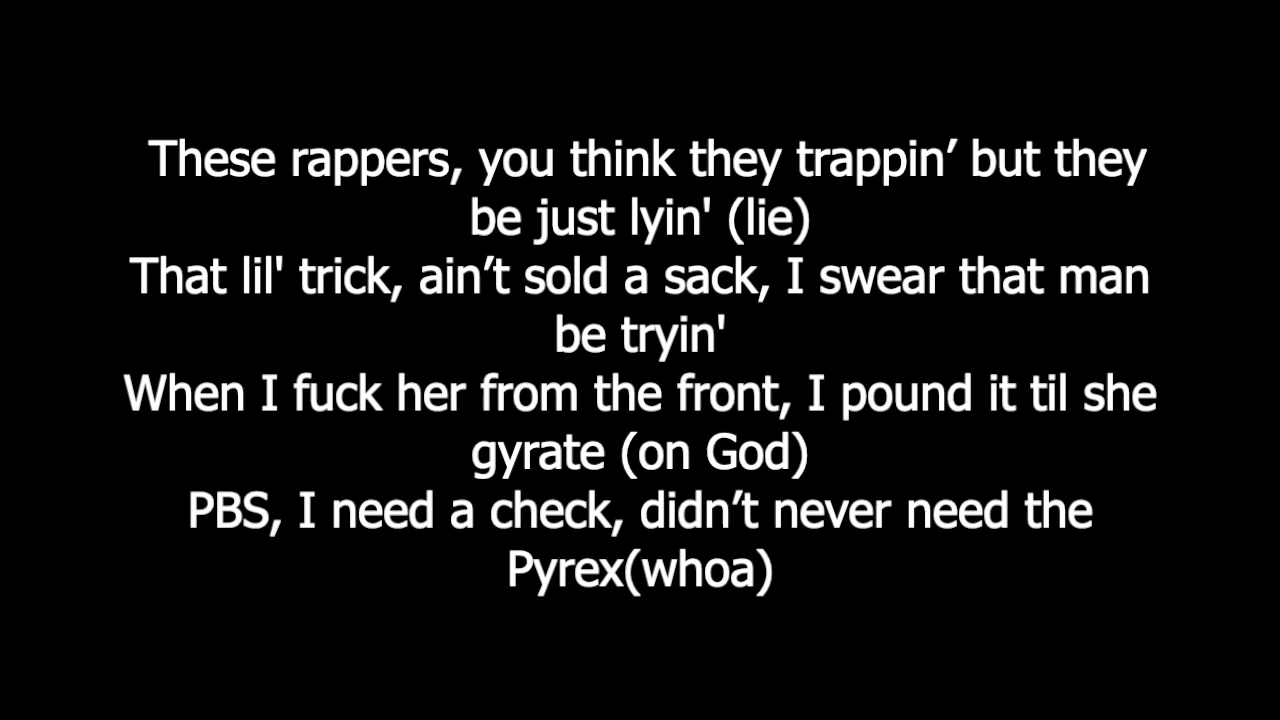 These rappers, you think they trappin’ but they
be just lyin' (lie)
That lil' trick, ain’t sold a sack, I swear that man
be tryin'
When I fuck her from the front, I pound it til she
gyrate (on God)
PBS, I need a check, didn’t never need the
Pyrex(whoa)